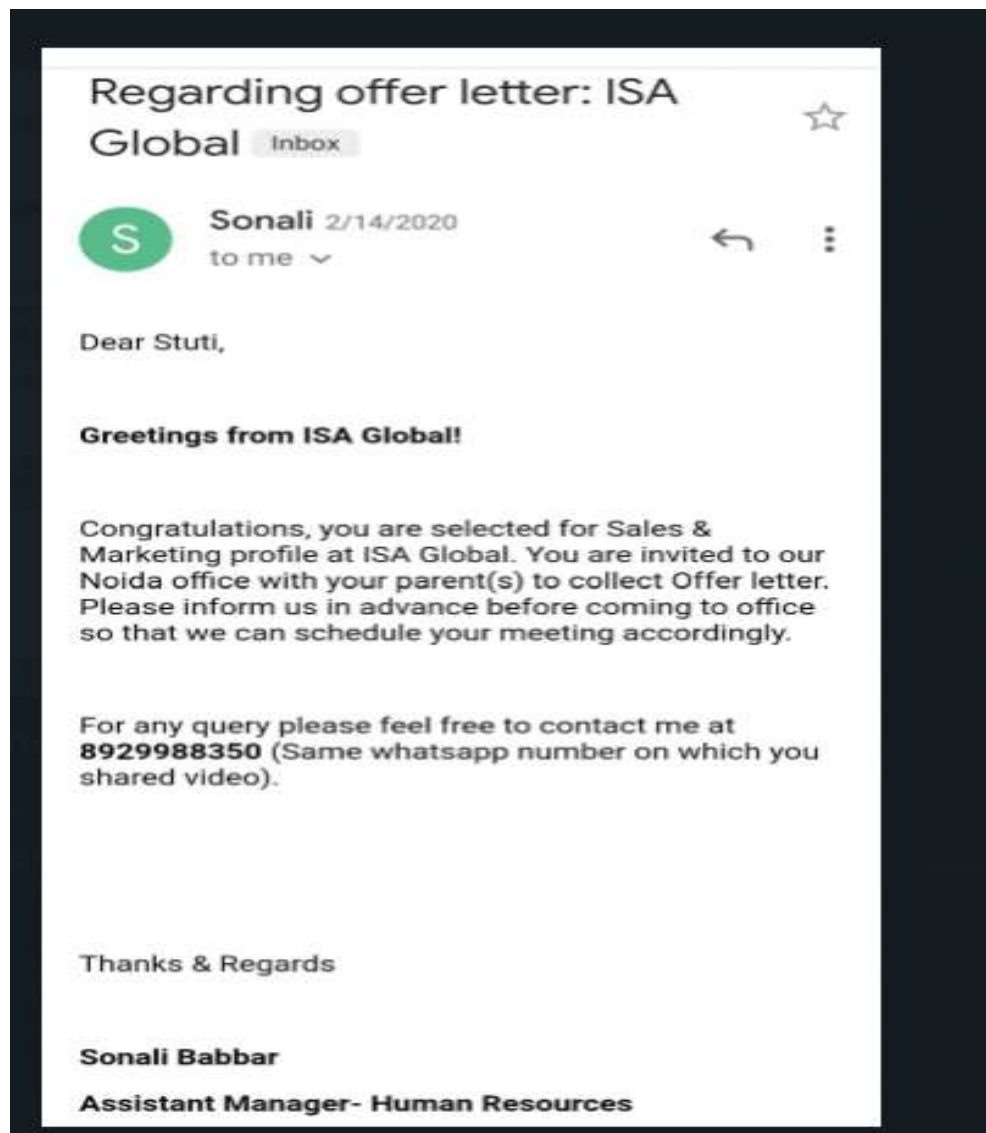 Regarding offer letter: ISA
Global Inbox
S
Sonali 2/14/2020
to me
Dear Stuti,
Greetings from ISA Global!
Congratulations, you are selected for Sales &
Marketing profile at ISA Global. You are invited to our
Noida office with your parent(s) to collect Offer letter.
Please inform us in advance before coming to office
so that we can schedule your meeting accordingly.
For any query please feel free to contact me at
8929988350 (Same whatsapp number on which you
shared video).
Thanks & Regards
Sonali Babbar
Assistant Manager- Human Resources